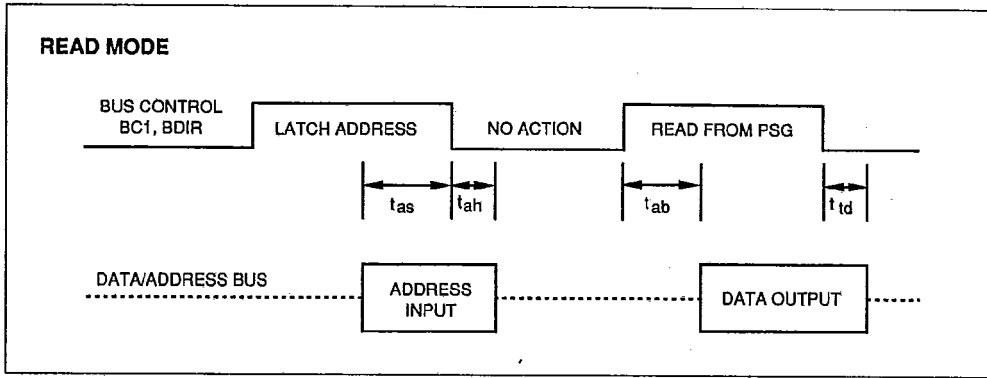 READ MODE
BUS CONTROL
BC1, BDIR
LATCH ADDRESS
NO ACTION
READ FROM PSG
tas
tah
tab
ttd
DATA/ADDRESS BUS
ADDRESS
INPUT
DATA OUTPUT